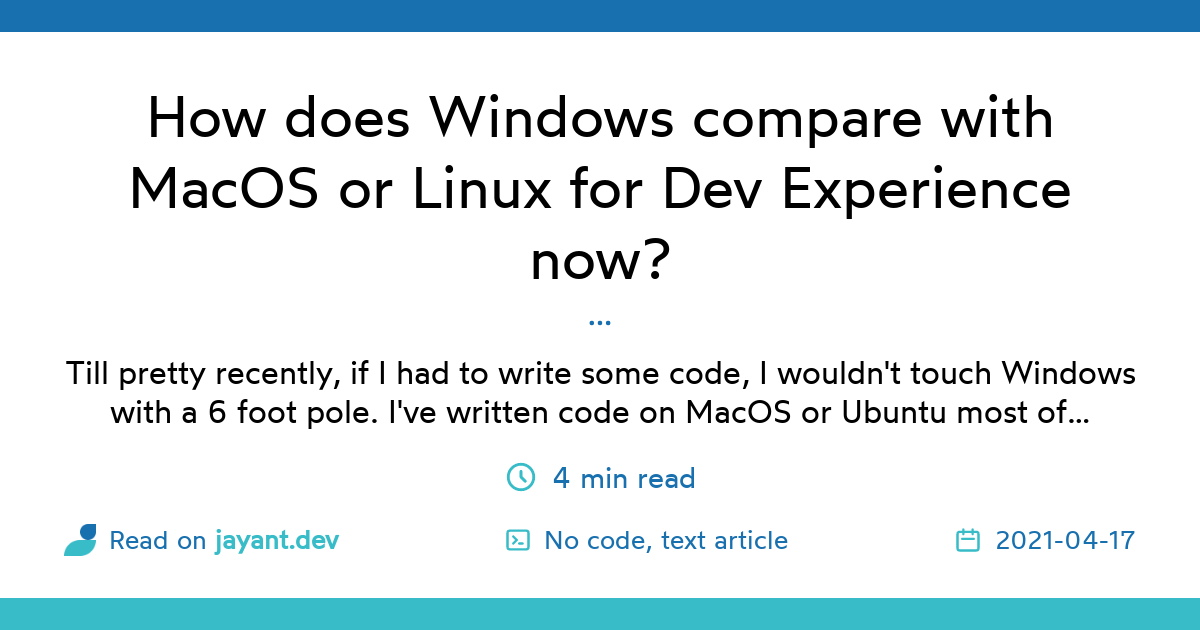 How does Windows compare with
MacOS or Linux for Dev Experience
now?
...
Till pretty recently, if I had to write some code, I wouldn't touch Windows
with a 6 foot pole. I've written code on MacOS or Ubuntu most of...
4 min read
Read on jayant.dev
No code, text article
2021-04-17